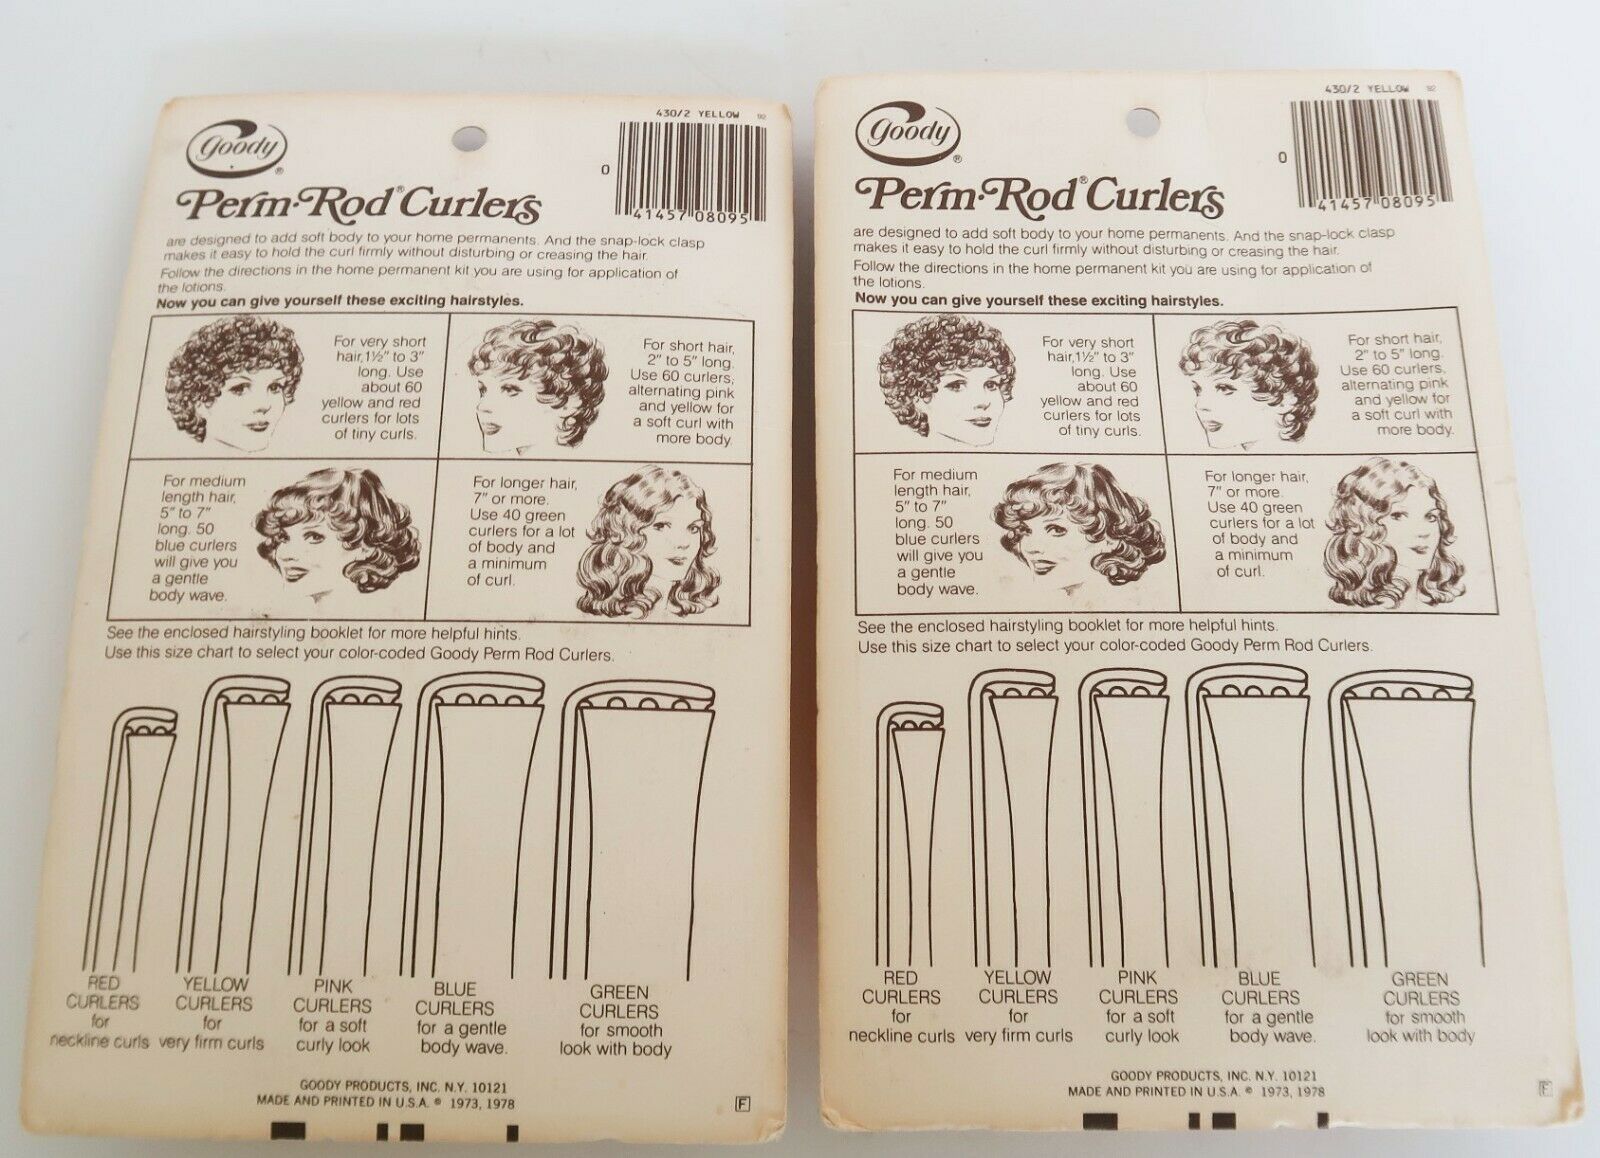 goody®
430/2 YELLOW 92
0 41457 08095
Perm·Rod® Curlers
are designed to add soft body to your home permanents. And the snap-lock clasp
makes it easy to hold the curl firmly without disturbing or creasing the hair.
Follow the directions in the home permanent kit you are using for application of
the lotions.
Now you can give yourself these exciting hairstyles.
For very short
hair, 1½" to 3"
long. Use
about 60
yellow and red
curlers for lots
of tiny curls.
For short hair,
2" to 5" long.
Use 60 curlers,
alternating pink
and yellow for
a soft curl with
more body.
For medium
length hair,
5" to 7"
long. 50
blue curlers
will give you
a gentle
body wave.
For longer hair,
7" or more.
Use 40 green
curlers for a lot
of body and
a minimum
of curl.
See the enclosed hairstyling booklet for more helpful hints.
Use this size chart to select your color-coded Goody Perm Rod Curlers.
RED
CURLERS
for
neckline curls
YELLOW
CURLERS
for
very firm curls
PINK
CURLERS
for a soft
curly look
BLUE
CURLERS
for a gentle
body wave.
GREEN
CURLERS
for smooth
look with body
GOODY PRODUCTS, INC. N.Y. 10121
MADE AND PRINTED IN U.S.A. © 1973, 1978
F
goody®
430/2 YELLOW 92
0 41457 08095
Perm·Rod® Curlers
are designed to add soft body to your home permanents. And the snap-lock clasp
makes it easy to hold the curl firmly without disturbing or creasing the hair.
Follow the directions in the home permanent kit you are using for application of
the lotions.
Now you can give yourself these exciting hairstyles.
For very short
hair, 1½" to 3"
long. Use
about 60
yellow and red
curlers for lots
of tiny curls.
For short hair,
2" to 5" long.
Use 60 curlers,
alternating pink
and yellow for
a soft curl with
more body.
For medium
length hair,
5" to 7"
long. 50
blue curlers
will give you
a gentle
body wave.
For longer hair,
7" or more.
Use 40 green
curlers for a lot
of body and
a minimum
of curl.
See the enclosed hairstyling booklet for more helpful hints.
Use this size chart to select your color-coded Goody Perm Rod Curlers.
RED
CURLERS
for
neckline curls
YELLOW
CURLERS
for
very firm curls
PINK
CURLERS
for a soft
curly look
BLUE
CURLERS
for a gentle
body wave.
GREEN
CURLERS
for smooth
look with body
GOODY PRODUCTS, INC. N.Y. 10121
MADE AND PRINTED IN U.S.A. © 1973, 1978
F